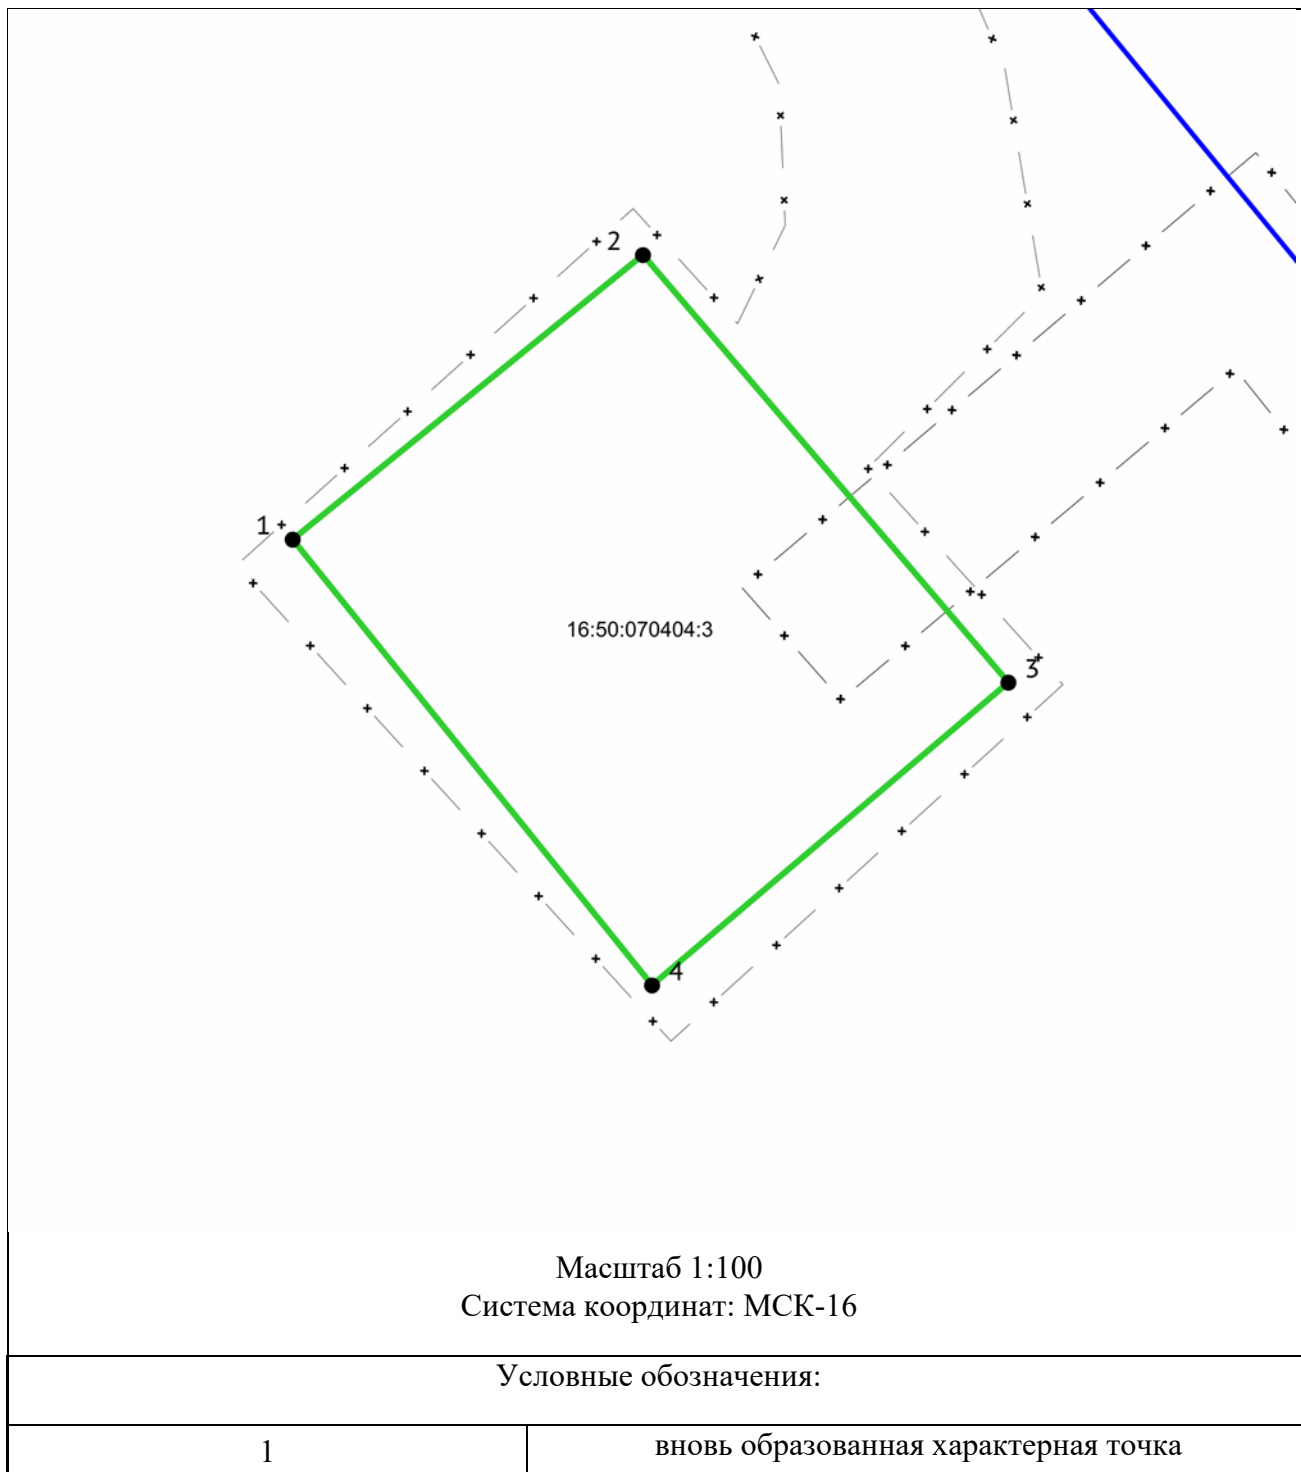 2
1
16:50:070404:3
3
4
Масштаб 1:100
Система координат: МСК-16
Условные обозначения:
1
вновь образованная характерная точка